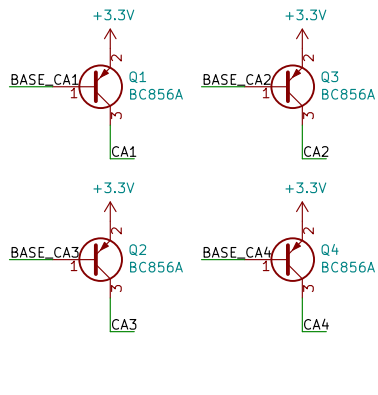 +3.3V
+3.3V
2
2
BASE_CA1
Q1
BASE_CA2
Q3
1
BC856A
1
BC856A
3
3
CA1
CA2
+3.3V
+3.3V
2
2
BASE_CA3
Q2
BASE_CA4
Q4
1
BC856A
1
BC856A
3
3
CA3
CA4